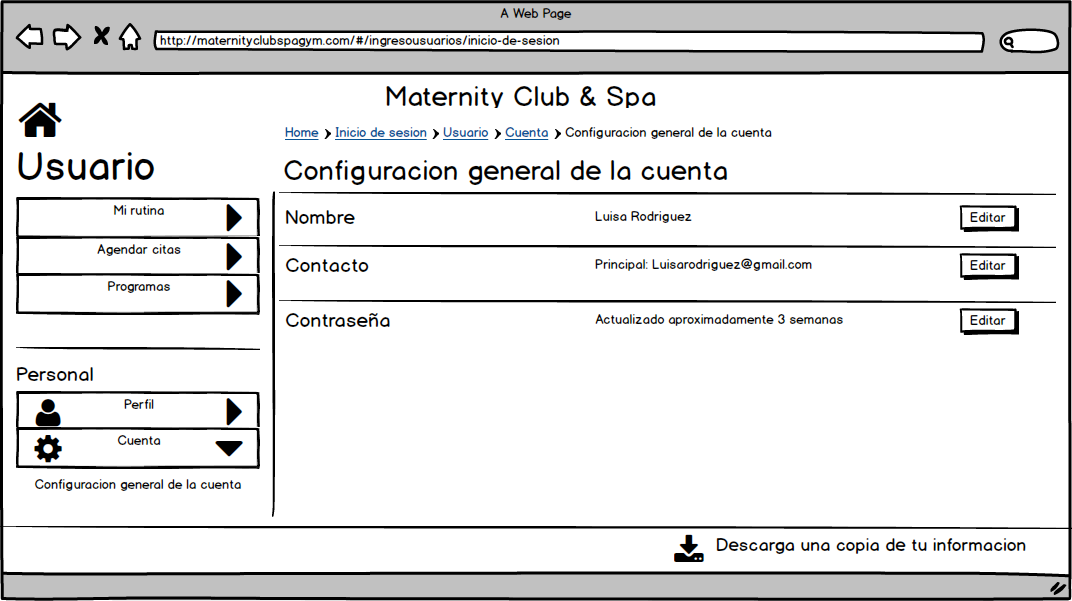 A Web Page
http://maternityclubspagym.com/#/ingresousuarios/inicio-de-sesion
Maternity Club & Spa
Home Inicio de sesion Usuario Cuenta Configuracion general de la cuenta
Usuario
Mi rutina
Agendar citas
Programas
Personal
Perfil
Cuenta
Configuracion general de la cuenta
Configuracion general de la cuenta
Nombre Luisa Rodriguez Editar
Contacto Principal: Luisarodriguez@gmail.com Editar
Contraseña Actualizado aproximadamente 3 semanas Editar
Descarga una copia de tu informacion